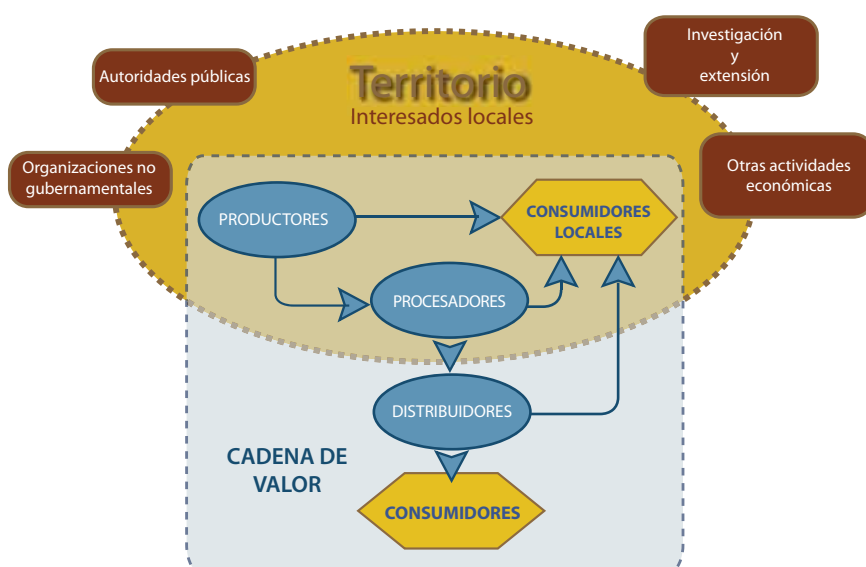 Autoridades públicas
Investigación
y
extensión
Territorio
Interesados locales
Organizaciones no
gubernamentales
Otras actividades
económicas
PRODUCTORES
CONSUMIDORES
LOCALES
PROCESADORES
DISTRIBUIDORES
CADENA DE
VALOR
CONSUMIDORES